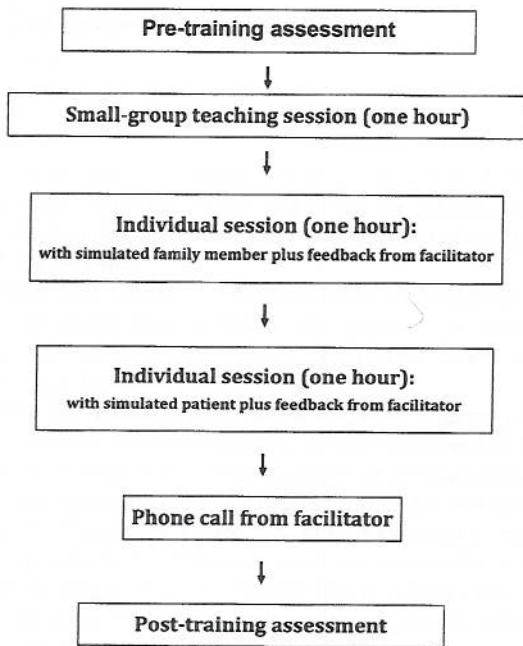 Pre-training assessment
Small-group teaching session (one hour)
Individual session (one hour):
with simulated family member plus feedback from facilitator
Individual session (one hour):
with simulated patient plus feedback from facilitator
Phone call from facilitator
Post-training assessment